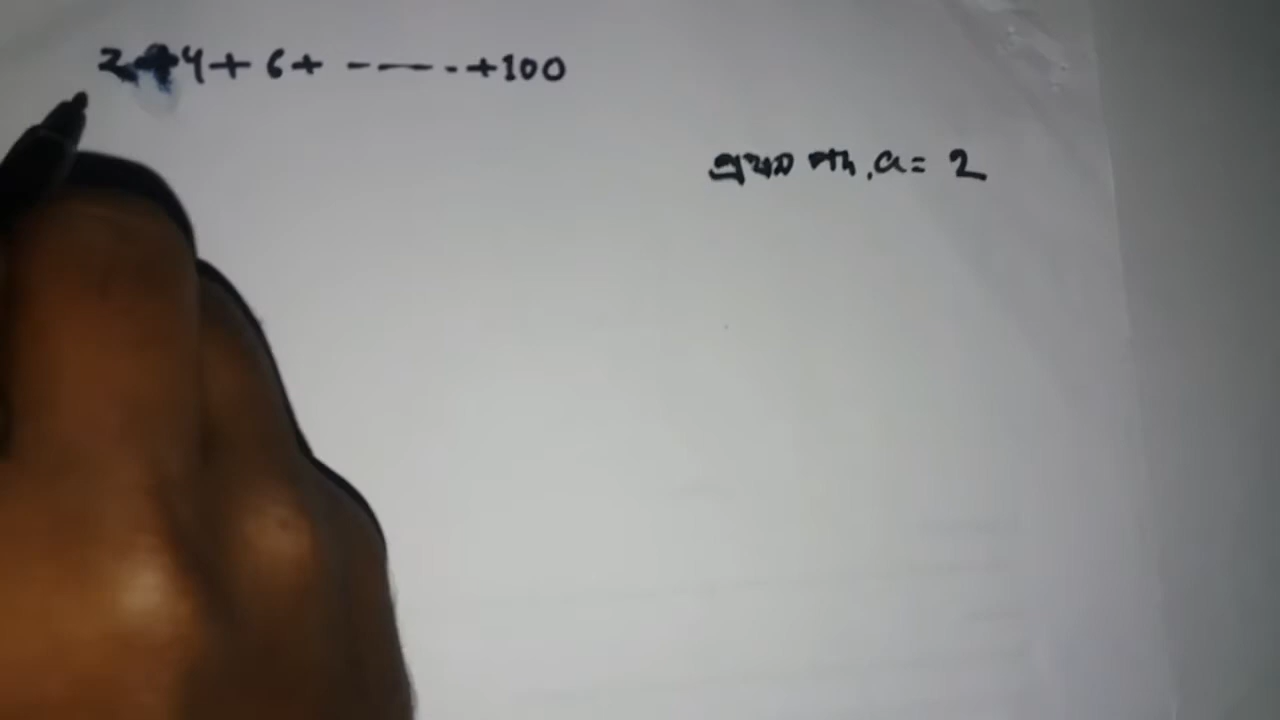 2+4+ 6+ ------+100
প্রথম পদ, a= 2